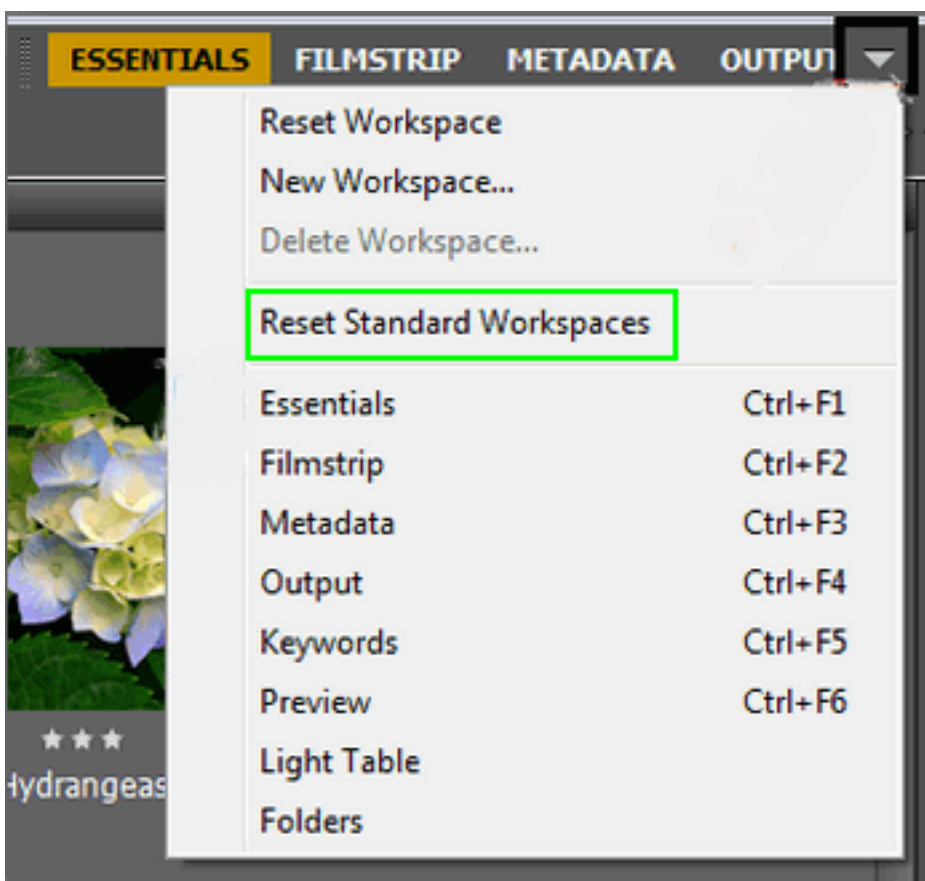 ESSENTIALS FILMSTRIP METADATA OUTPUT
Reset Workspace
New Workspace...
Delete Workspace...
Reset Standard Workspaces
Essentials Ctrl+F1
Filmstrip Ctrl+F2
Metadata Ctrl+F3
Output Ctrl+F4
Keywords Ctrl+F5
Preview Ctrl+F6
Light Table
Hydrangeas
Folders